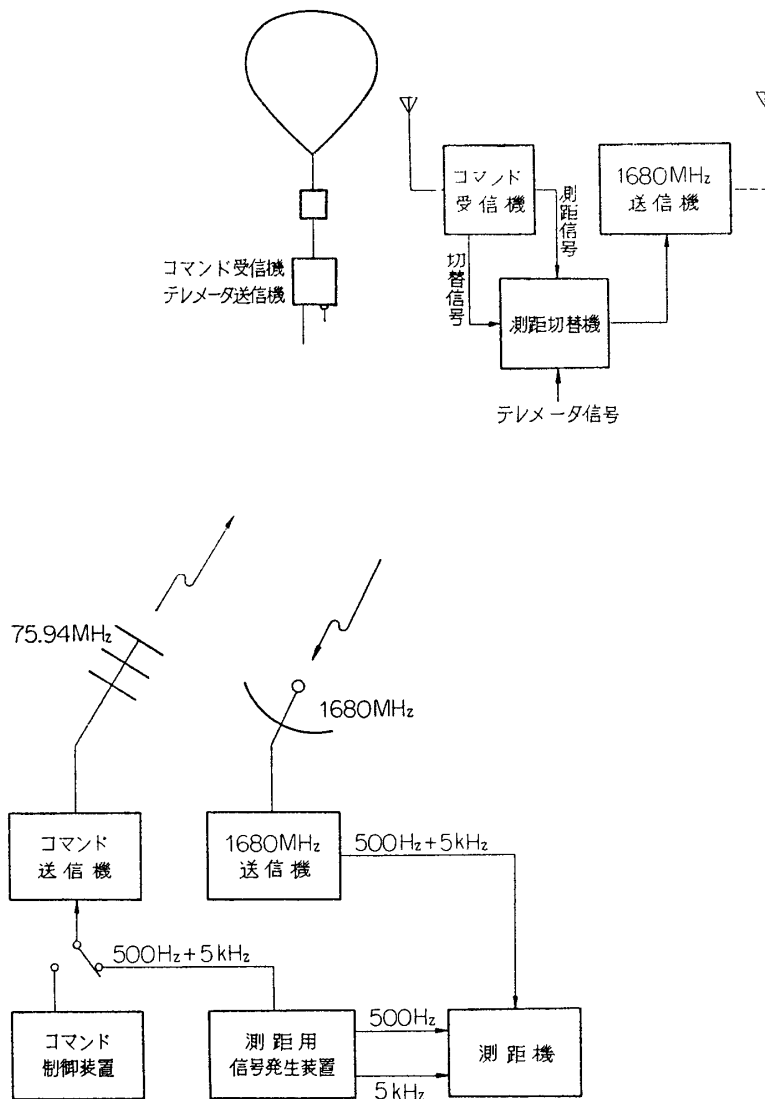 コマンド受信機
テレメータ送信機
コマンド
受信機
測距信号
切替信号
1680MHz
送信機
測距切替機
テレメータ信号
75.94MHz
1680MHz
コマンド
送信機
1680MHz
送信機
500Hz+5kHz
500Hz+5kHz
コマンド
制御装置
測距用
信号発生装置
500Hz
5kHz
測距機